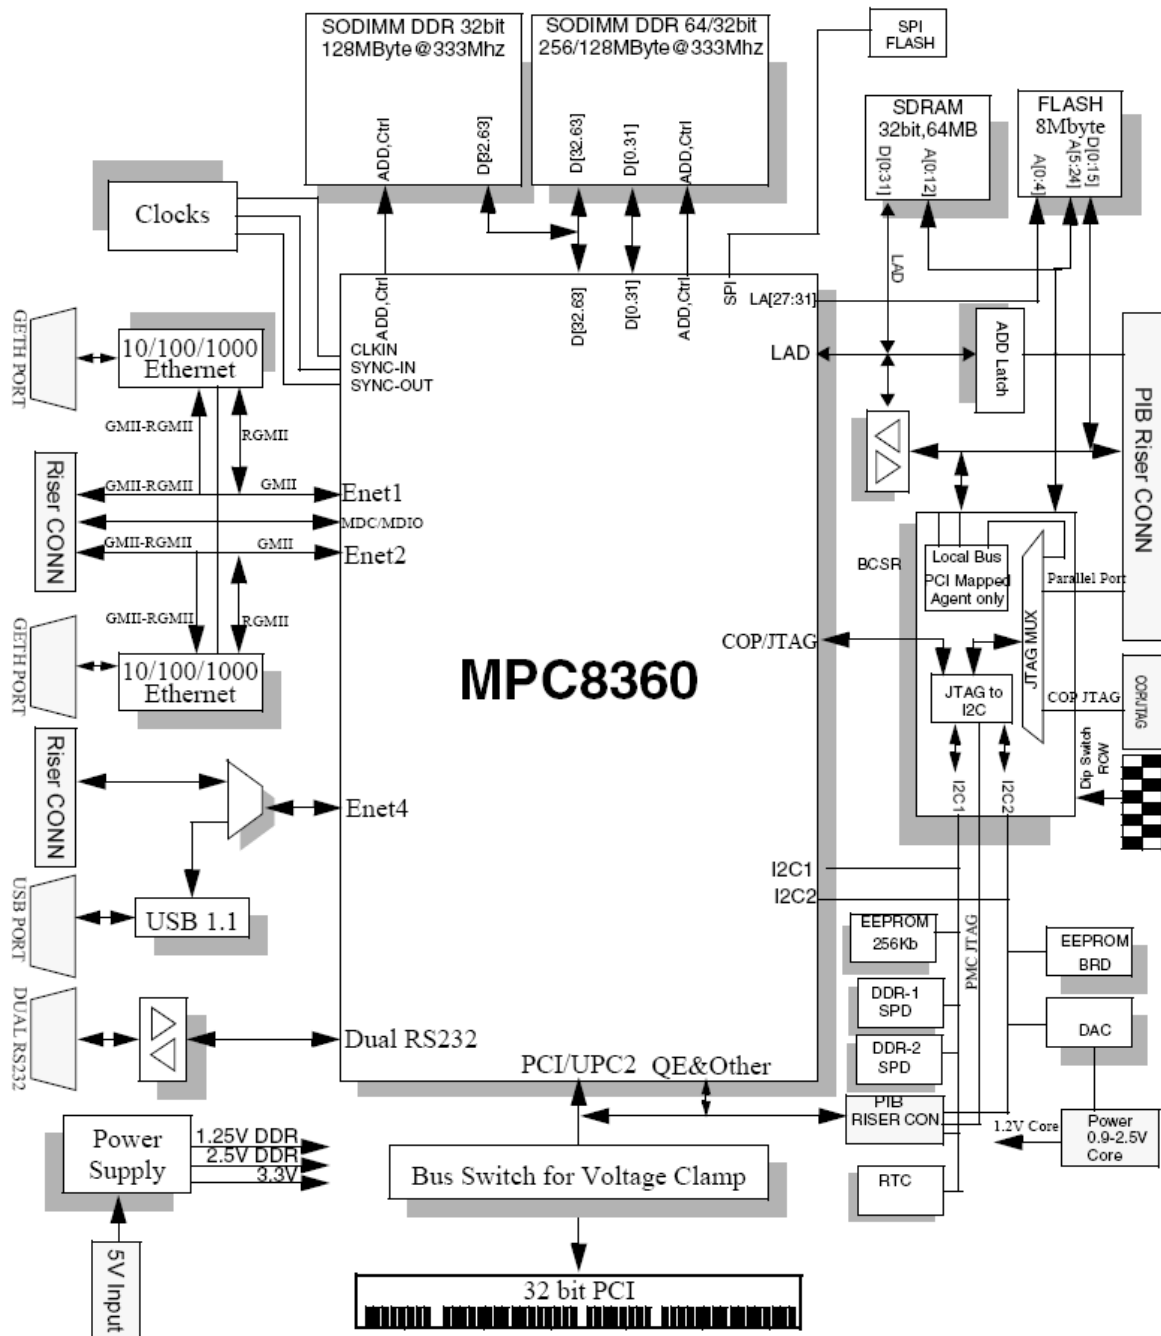 SODIMM DDR 32bit
128MByte@333Mhz
ADD,Ctrl
D[32.63]
SODIMM DDR 64/32bit
256/128MByte@333Mhz
D[32.63]
D[0.31]
ADD,Ctrl
SPI
FLASH
SDRAM
32bit,64MB
D[0:31]
A[0:12]
FLASH
8Mbyte
A[0:4]
A[5:24]
D[0:15]
Clocks
ADD,Ctrl
D[32.63]
D[0.31]
ADD,Ctrl
SPI
LA[27:31]
LAD
LAD
ADD Latch
CLKIN
SYNC-IN
SYNC-OUT
GETH PORT
10/100/1000
Ethernet
GMII-RGMII
RGMII
Riser CONN
GMII-RGMII
GMII
Enet1
MDC/MDIO
GMII-RGMII
GMII
Enet2
GMII-RGMII
RGMII
GETH PORT
10/100/1000
Ethernet
MPC8360
PIB Riser CONN
BCSR
Local Bus
PCI Mapped
Agent only
JTAG MUX
Parallel Port
COP/JTAG
JTAG to
I2C
COP JTAG
COP/JTAG
Dip Switch
ROW
I2C1
I2C2
Riser CONN
Enet4
USB PORT
USB 1.1
I2C1
I2C2
EEPROM
256Kb
PMC JTAG
EEPROM
BRD
DDR-1
SPD
DAC
DDR-2
SPD
DUAL RS232
Dual RS232
PCI/UPC2
QE&Other
PIB
RISER CON
1.2V Core
Power
0.9-2.5V
Core
Power
Supply
1.25V DDR
2.5V DDR
3.3V
Bus Switch for Voltage Clamp
RTC
5V Input
32 bit PCI